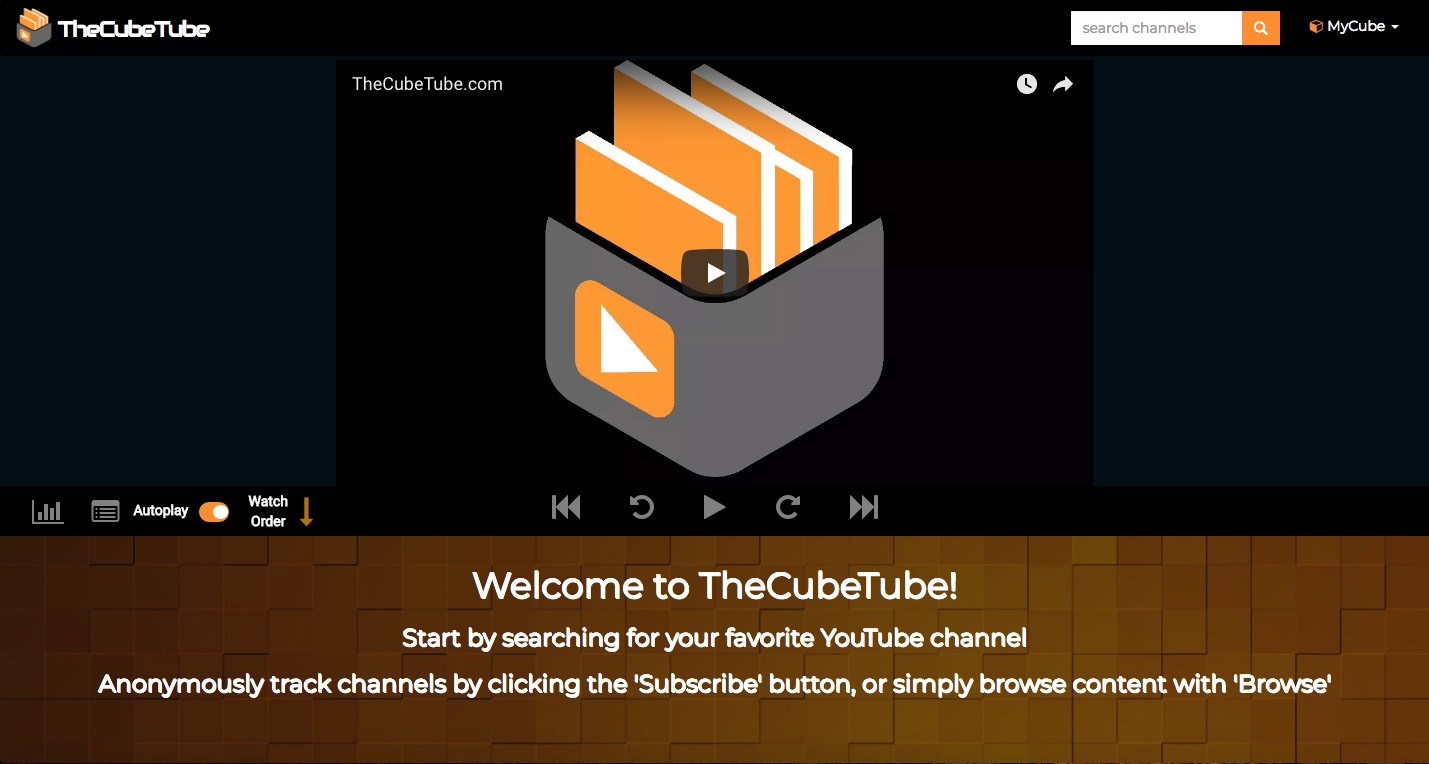 TheCubeTube
search channels
MyCube
TheCubeTube.com
Autoplay
Watch
Order
Welcome to TheCubeTube!
Start by searching for your favorite YouTube channel
Anonymously track channels by clicking the 'Subscribe' button, or simply browse content with 'Browse'